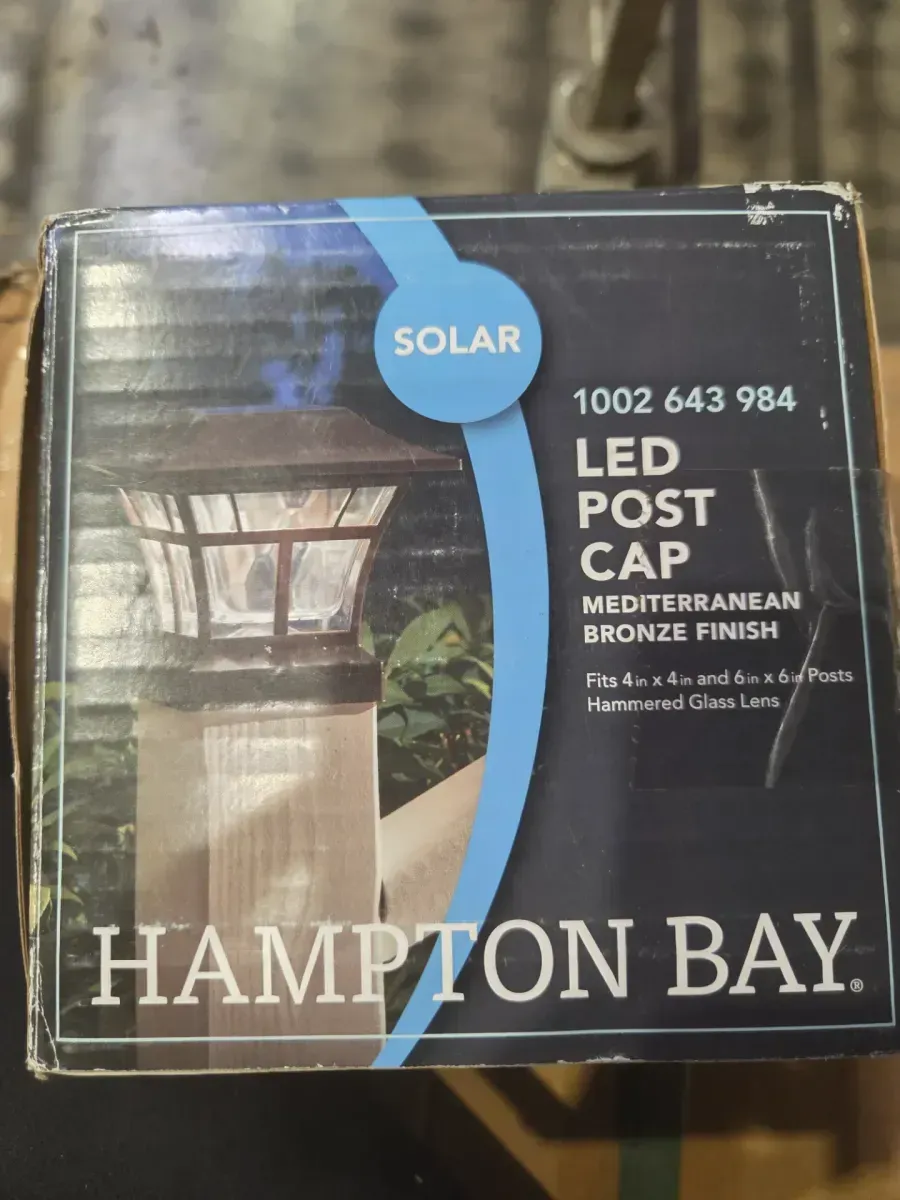 SOLAR
1002 643 984
LED
POST
CAP
MEDITERRANEAN
BRONZE FINISH
Fits 4in x 4in and 6in x 6in Posts
Hammered Glass Lens
HAMPTON BAY®